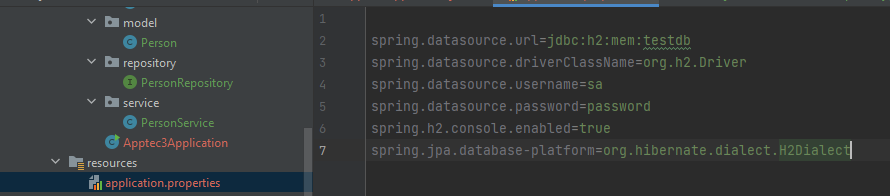 model
Person
repository
PersonRepository
service
PersonService
Apptec3Application
resources
application.properties
1
2 spring.datasource.url=jdbc:h2:mem:testdb
3 spring.datasource.driverClassName=org.h2.Driver
4 spring.datasource.username=sa
5 spring.datasource.password=password
6 spring.h2.console.enabled=true
7 spring.jpa.database-platform=org.hibernate.dialect.H2Dialect